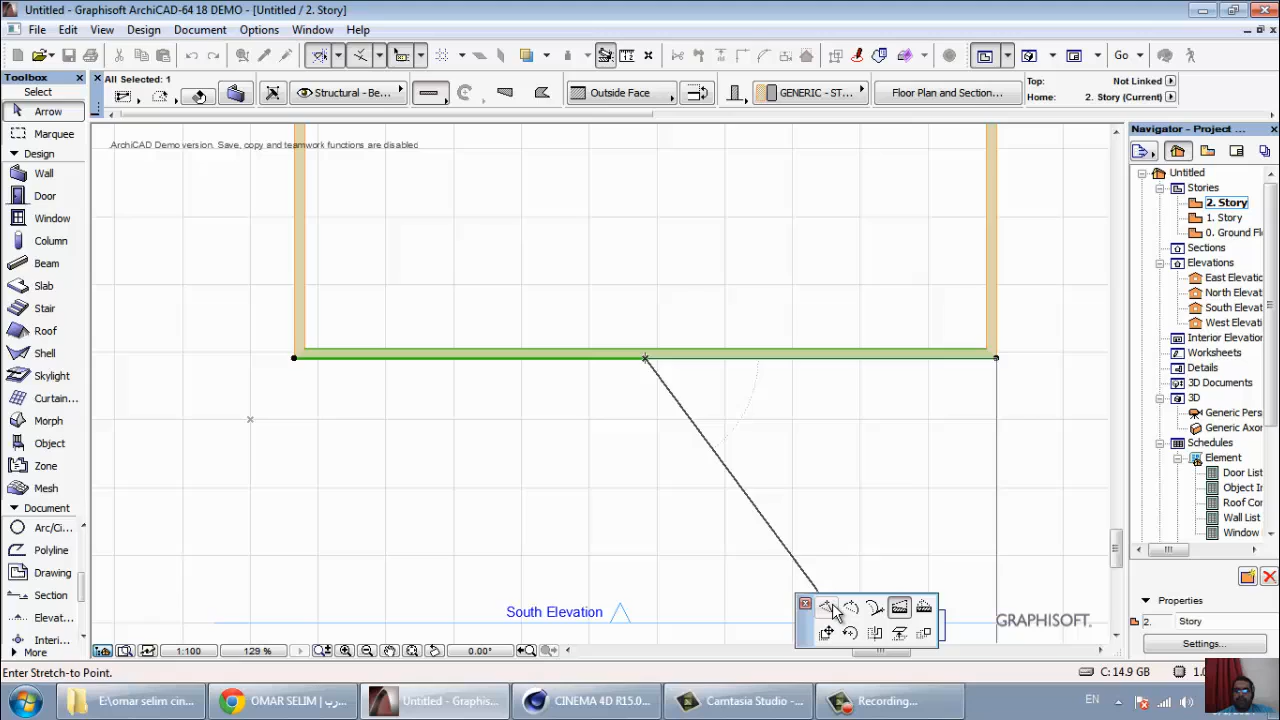 Untitled - Graphisoft ArchiCAD-64 18 DEMO - [Untitled / 2. Story]
File Edit View Design Document Options Window Help
Go
Toolbox
Select
Arrow
Marquee
Design
Wall
Door
Window
Column
Beam
Slab
Stair
Roof
Shell
Skylight
Curtain...
Morph
Object
Zone
Mesh
Document
Arc/Ci...
Polyline
Drawing
Section
Elevat...
Interi...
More
All Selected: 1
Structural - Be...
Outside Face
GENERIC - ST...
Floor Plan and Section...
Top: Not Linked
Home: 2. Story (Current)
ArchiCAD Demo version. Save, copy and teamwork functions are disabled
South Elevation
GRAPHISOFT.
1:100
129 %
0.00°
Navigator - Project ...
Untitled
Stories
2. Story
1. Story
0. Ground Fl
Sections
Elevations
East Elevatio
North Elevat
South Elevati
West Elevati
Interior Elevation
Worksheets
Details
3D Documents
3D
Generic Pers
Generic Axon
Schedules
Element
Door List
Object In
Roof Cor
Wall List
Window
Properties
2. Story
Settings...
Enter Stretch-to Point.
C: 14.9 GB
E:\omar selim cin...
CINEMA 4D R15.0...
Untitled - Graphis...
Camtasia Studio -...
Recording...
EN